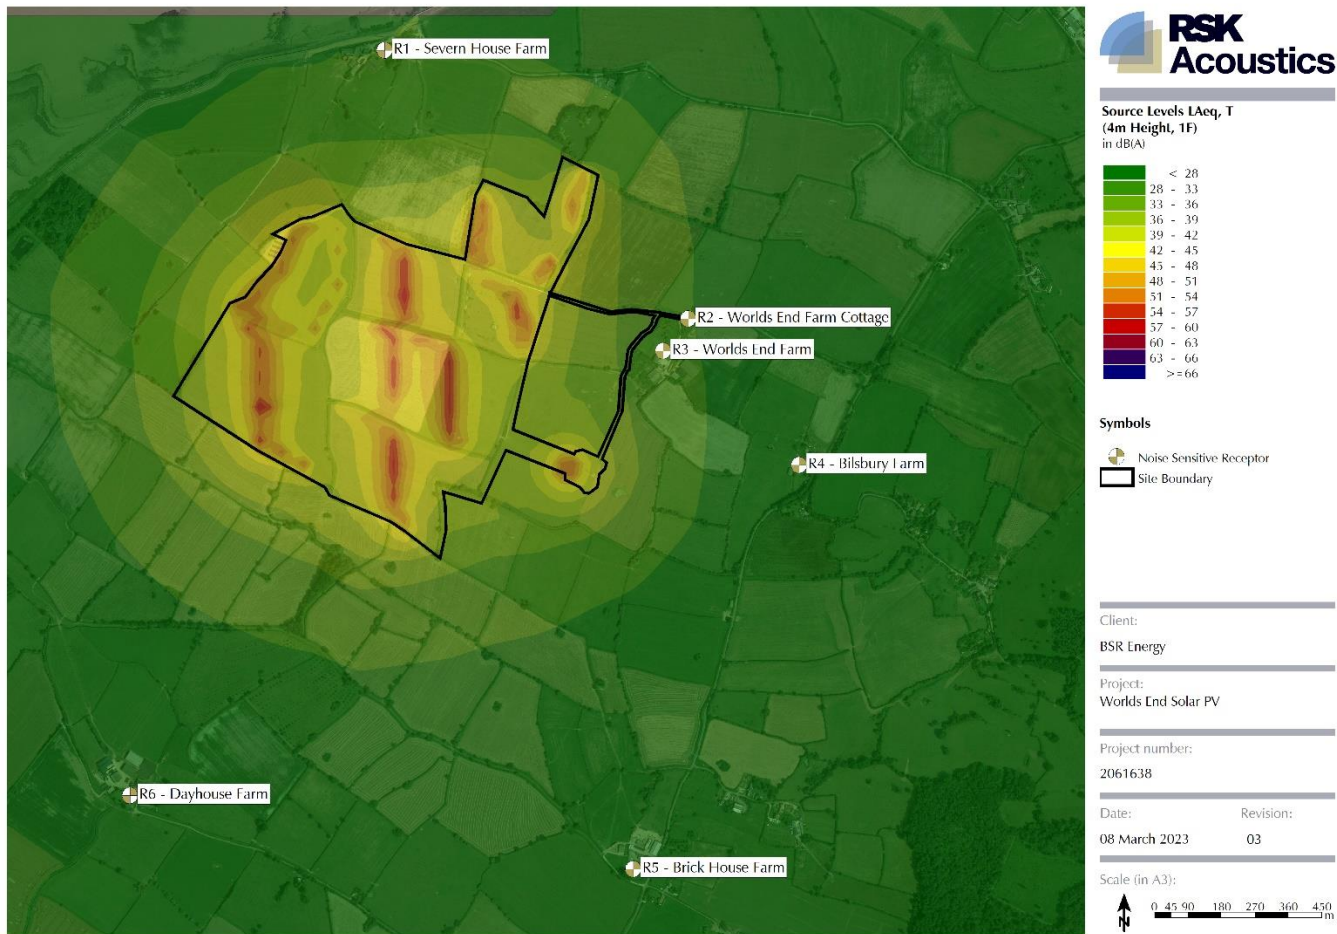 R1 - Severn House Farm
R2 - Worlds End Farm Cottage
R3 - Worlds End Farm
R4 - Bilsbury Farm
R6 - Dayhouse Farm
R5 - Brick House Farm
RSK
Acoustics
Source Levels LAeq, T
(4m Height, 1F)
in dB(A)
< 28
28 - 33
33 - 36
36 - 39
39 - 42
42 - 45
45 - 48
48 - 51
51 - 54
54 - 57
57 - 60
60 - 63
63 - 66
>=66
Symbols
Noise Sensitive Receptor
Site Boundary
Client:
BSR Energy
Project:
Worlds End Solar PV
Project number:
2061638
Date: Revision:
08 March 2023 03
Scale (in A3):
N
0 45 90 180 270 360 450
m